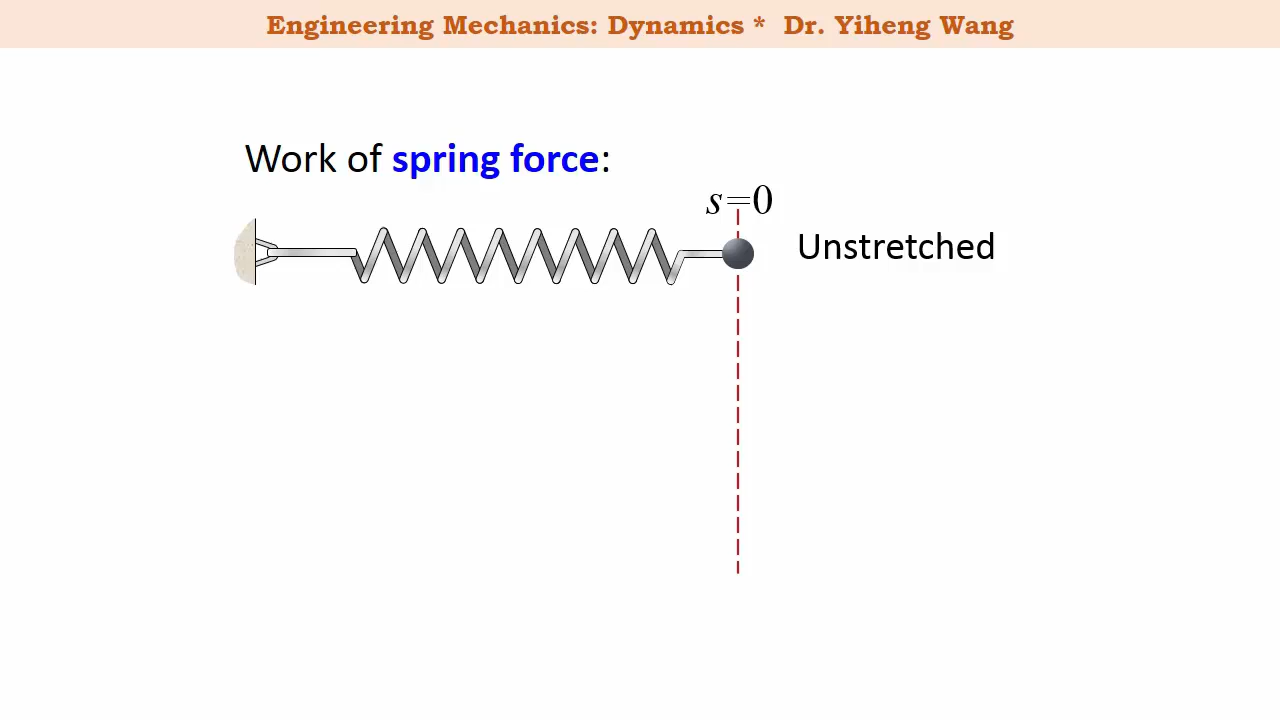 Engineering Mechanics: Dynamics * Dr. Yiheng Wang
Work of spring force:
s=0
Unstretched